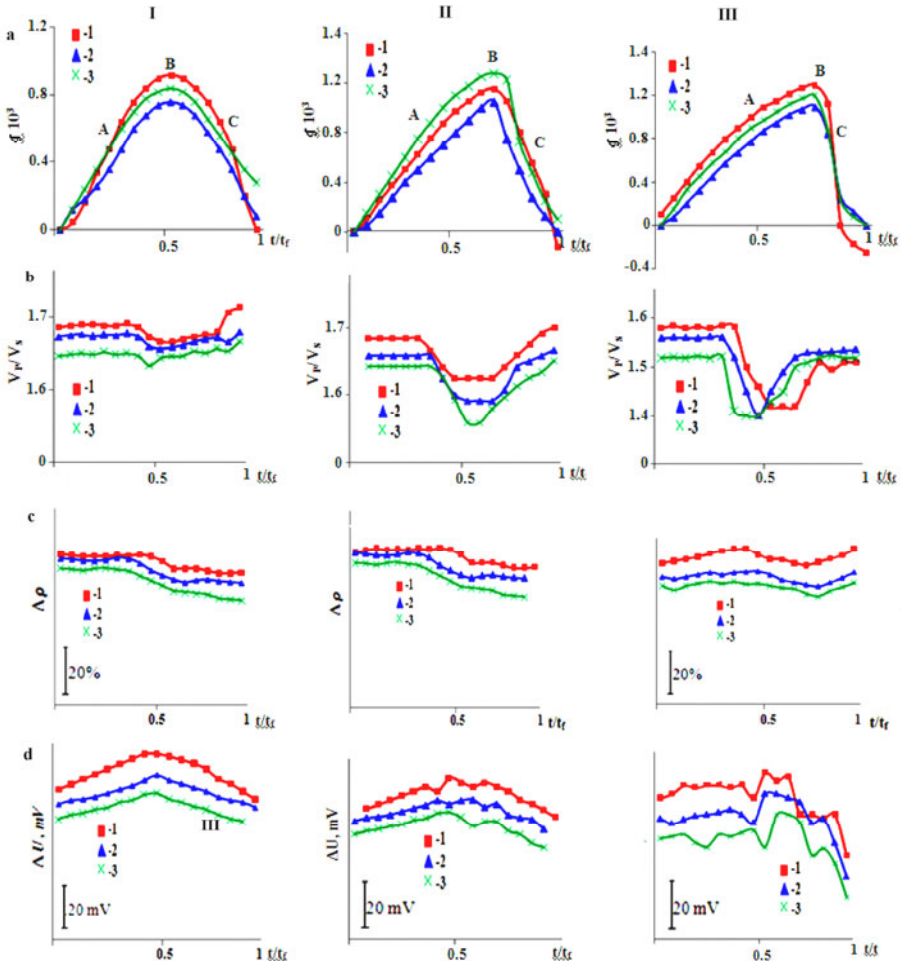 I II III
a
1.2
0.8
0.4
0
ℐ 10³
-1
-2
-3
A
B
C
0.5
1
t/t_f
1.6
1.2
0.8
0.4
0
ℐ 10³
-1
-2
-3
A
B
C
0.5
1
t/t_f
1.4
1.2
0.8
0.4
0
-0.4
ℐ 10³
-1
-2
-3
A
B
C
0.5
1
t/t_f
b
1.7
1.6
0
V_P/V_S
-1
-2
-3
0.5
1 t/t_f
1.7
1.6
0
V_P/V_S
-1
-2
-3
0.5
1 t/t
1.6
1.5
1.4
0
V_P/V_S
-1
-2
-3
0.5
1 t/t_f
c
Λ ρ
-1
-2
-3
20%
0.5
1 t/t_f
Λ ρ
-1
-2
-3
20%
0.5
1
t/t_f
-1
-2
-3
20%
0.5
1 t/t_f
d
Λ U, mV
III
-1
-2
-3
20 mV
0.5
1 t/t_f
ΛU, mV
-1
-2
-3
20 mV
0.5
1 t/t_f
-1
-2
-3
20 mV
0.5
1 t/t